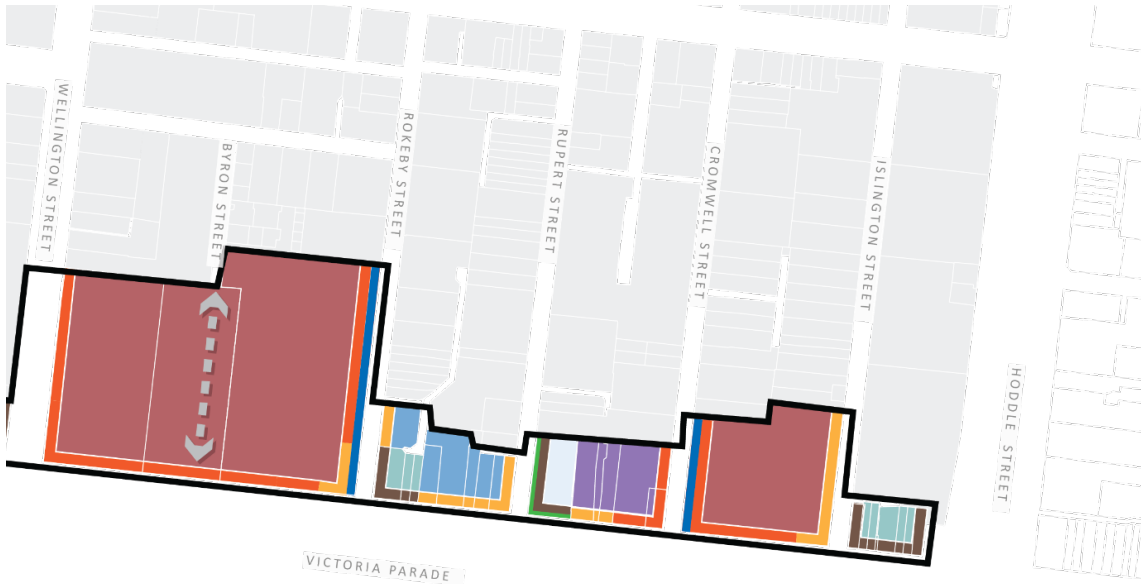 WELLINGTON STREET
BYRON STREET
ROKEBY STREET
RUPERT STREET
CROMWELL STREET
ISLINGTON STREET
HODDLE STREET
VICTORIA PARADE